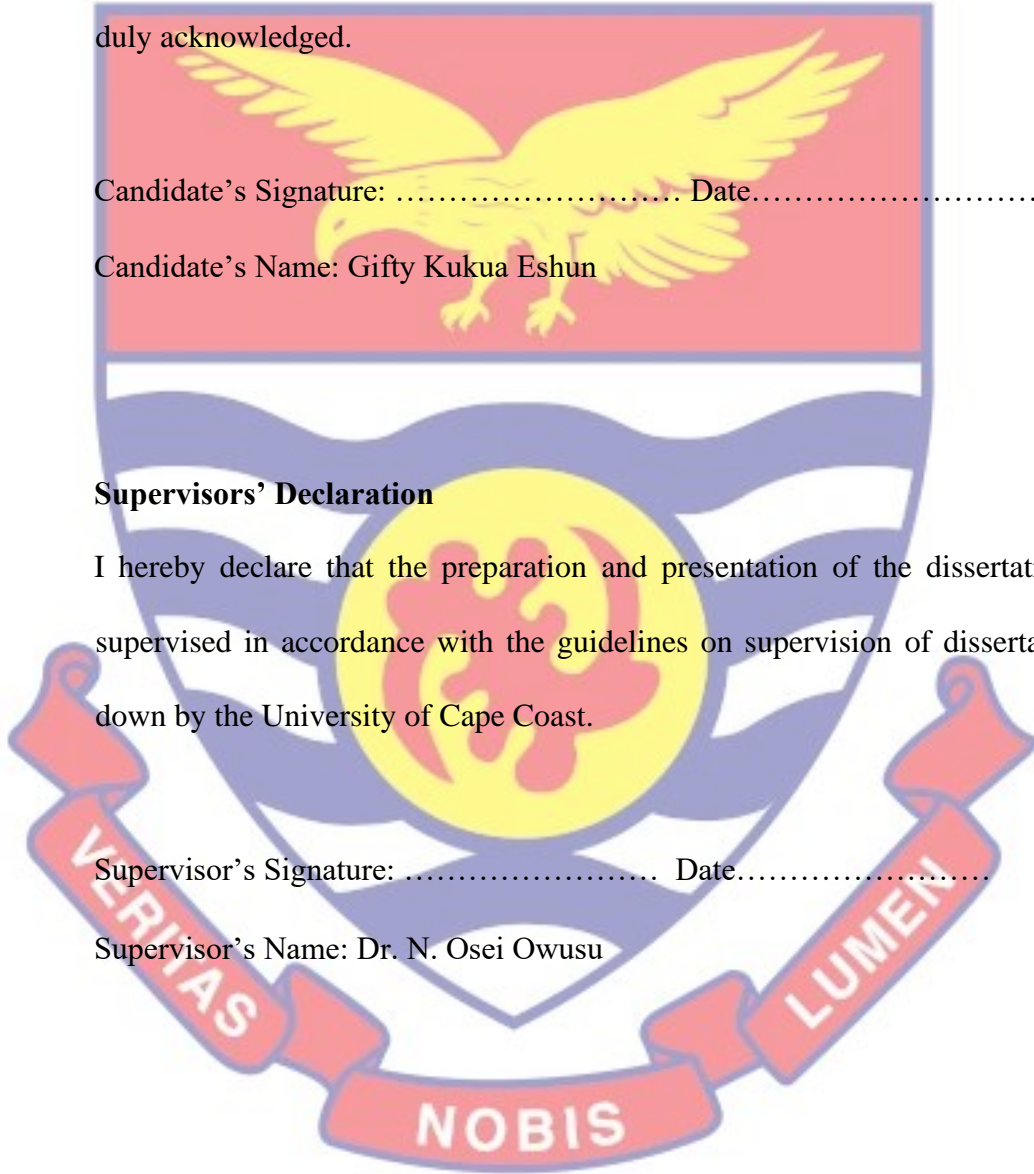 duly acknowledged.
Candidate’s Signature: ……………………… Date………………………
Candidate’s Name: Gifty Kukua Eshun
Supervisors’ Declaration
I hereby declare that the preparation and presentation of the dissertati
supervised in accordance with the guidelines on supervision of disserta
down by the University of Cape Coast.
Supervisor’s Signature: …………………… Date……………………
Supervisor’s Name: Dr. N. Osei Owusu
VERITAS
NOBIS
LUMEN